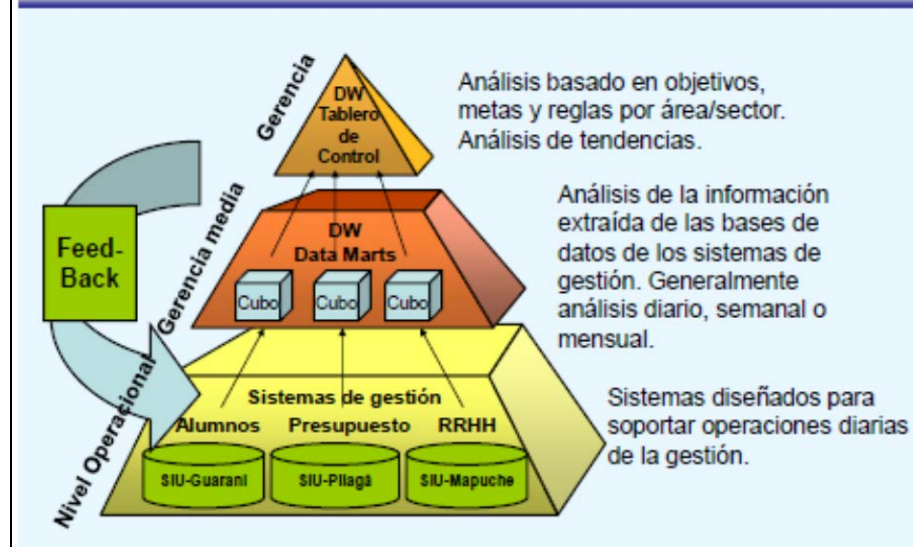 Gerencia
DW
Tablero
de
Control
Análisis basado en objetivos,
metas y reglas por área/sector.
Análisis de tendencias.
Gerencia media
DW
Data Marts
Cubo
Cubo
Cubo
Análisis de la información
extraída de las bases de
datos de los sistemas de
gestión. Generalmente
análisis diario, semanal o
mensual.
Feed-
Back
Nivel Operacional
Sistemas de gestión
Alumnos Presupuesto RRHH
SIU-Guaraní SIU-Pilagá SIU-Mapuche
Sistemas diseñados para
soportar operaciones diarias
de la gestión.